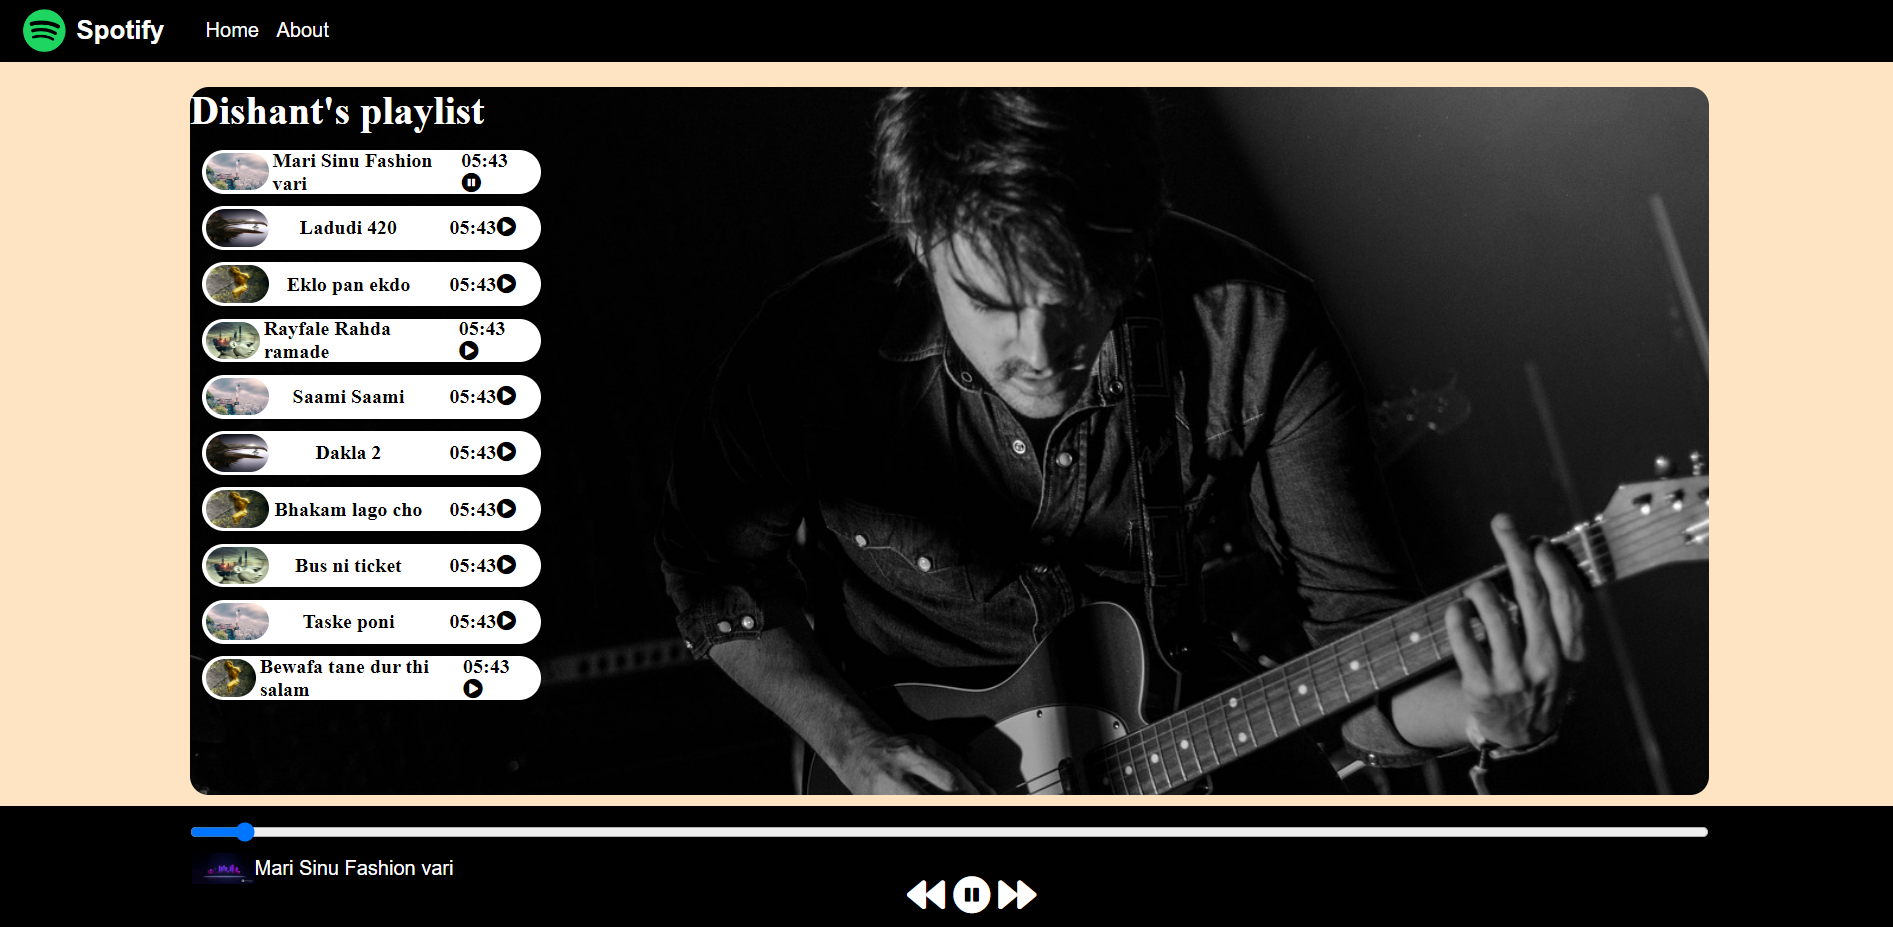 Spotify Home About
Dishant's playlist
Mari Sinu Fashion
vari
05:43
Ladudi 420 05:43
Eklo pan ekdo 05:43
Rayfale Rahda
ramade
05:43
Saami Saami 05:43
Dakla 2 05:43
Bhakam lago cho 05:43
Bus ni ticket 05:43
Taske poni 05:43
Bewafa tane dur thi
salam
05:43
Mari Sinu Fashion vari